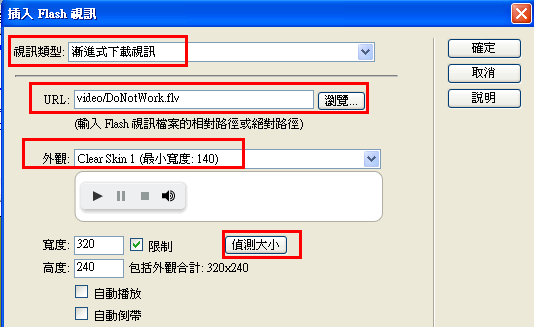 插入 Flash 視訊
視訊類型: 漸進式下載視訊
確定
取消
URL: video/DoNotWork.flv 瀏覽...
說明
(輸入 Flash 視訊檔案的相對路徑或絕對路徑)
外觀: Clear Skin 1 (最小寬度: 140)
寬度: 320 限制 偵測大小
高度: 240 包括外觀合計: 320x240
自動播放
自動倒帶